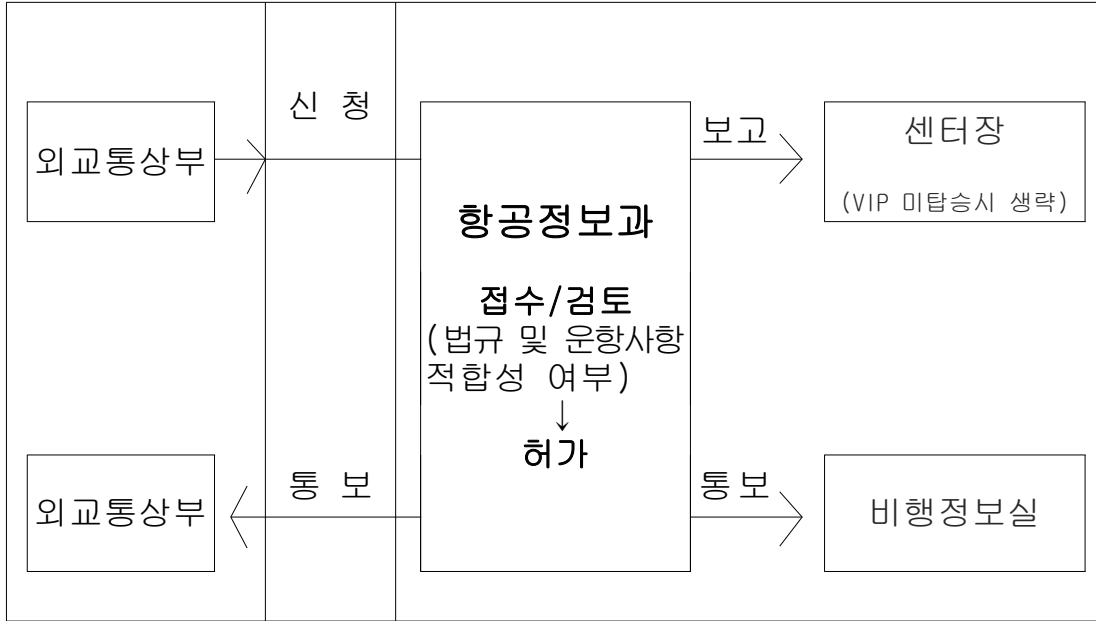 신 청
외교통상부
보고
센터장
(VIP 미탑승시 생략)
항공정보과
접수/검토
(법규 및 운항사항
적합성 여부)
↓
허가
외교통상부
통 보
통보
비행정보실